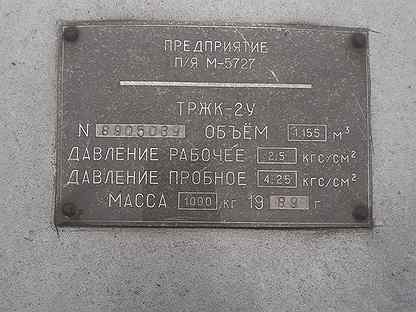 ПРЕДПРИЯТИЕ
П/Я М-5727
ТРЖК-2У
N 8905039 ОБЪЁМ 1.155 м³
ДАВЛЕНИЕ РАБОЧЕЕ 2.5 кгс/см²
ДАВЛЕНИЕ ПРОБНОЕ 4.25 кгс/см²
МАССА 1090 кг 1989 г